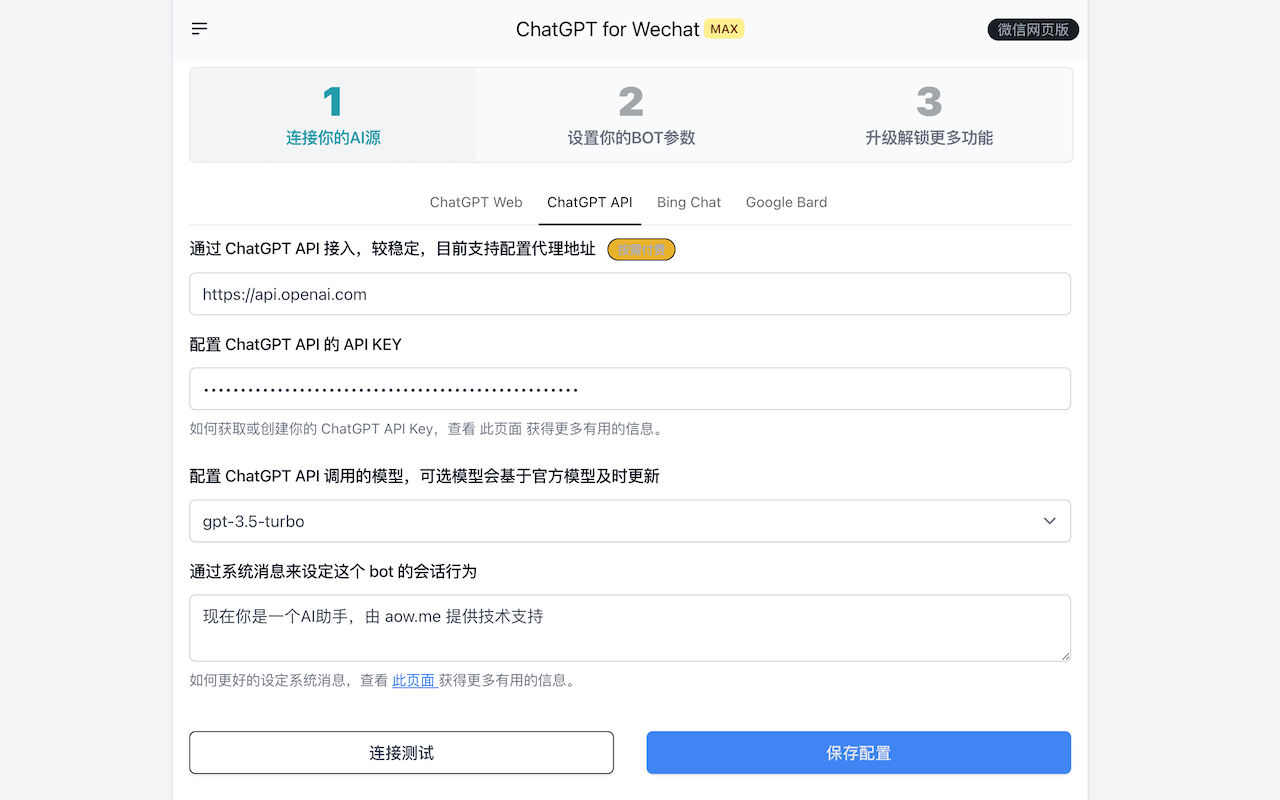 ChatGPT for Wechat MAX
微信网页版
1
连接你的AI源
2
设置你的BOT参数
3
升级解锁更多功能
ChatGPT Web
ChatGPT API
Bing Chat
Google Bard
通过 ChatGPT API 接入，较稳定，目前支持配置代理地址
https://api.openai.com
配置 ChatGPT API 的 API KEY
如何获取或创建你的 ChatGPT API Key，查看 此页面 获得更多有用的信息。
配置 ChatGPT API 调用的模型，可选模型会基于官方模型及时更新
gpt-3.5-turbo
通过系统消息来设定这个 bot 的会话行为
现在你是一个AI助手，由 aow.me 提供技术支持
如何更好的设定系统消息，查看 此页面 获得更多有用的信息。
连接测试
保存配置